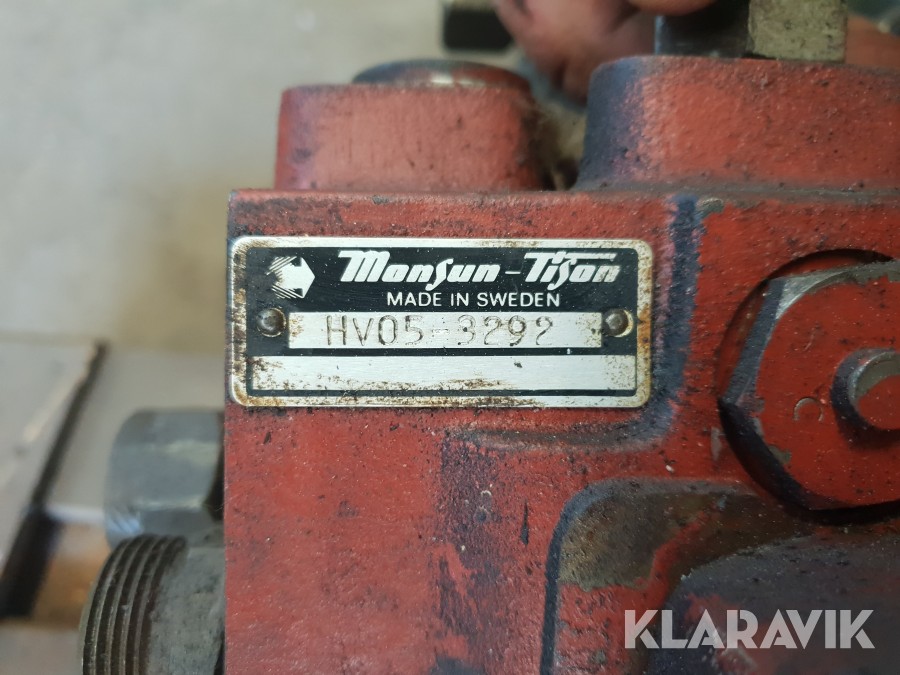 Monsun-Tison
MADE IN SWEDEN
HV05-3292
KLARAVIK